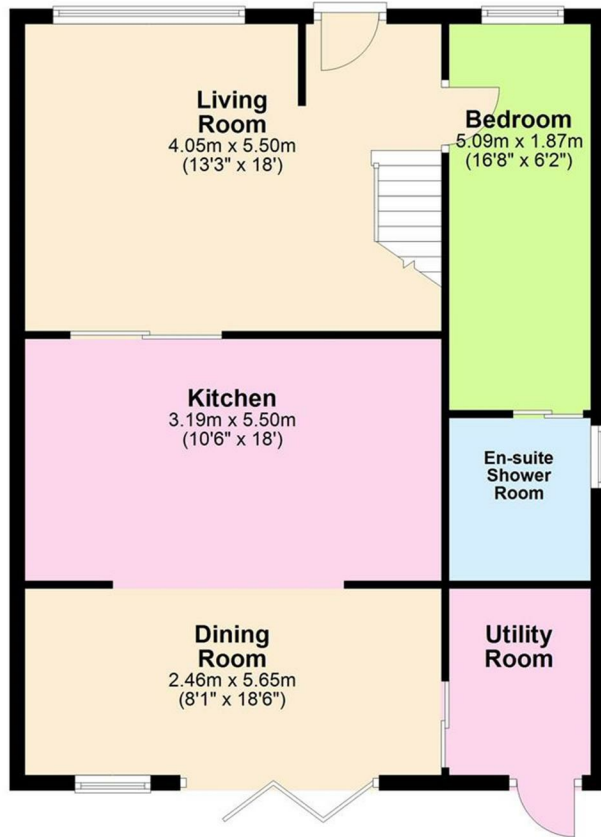 Living
Room
4.05m x 5.50m
(13'3" x 18')
Bedroom
5.09m x 1.87m
(16'8" x 6'2")
Kitchen
3.19m x 5.50m
(10'6" x 18')
En-suite
Shower
Room
Dining
Room
2.46m x 5.65m
(8'1" x 18'6")
Utility
Room